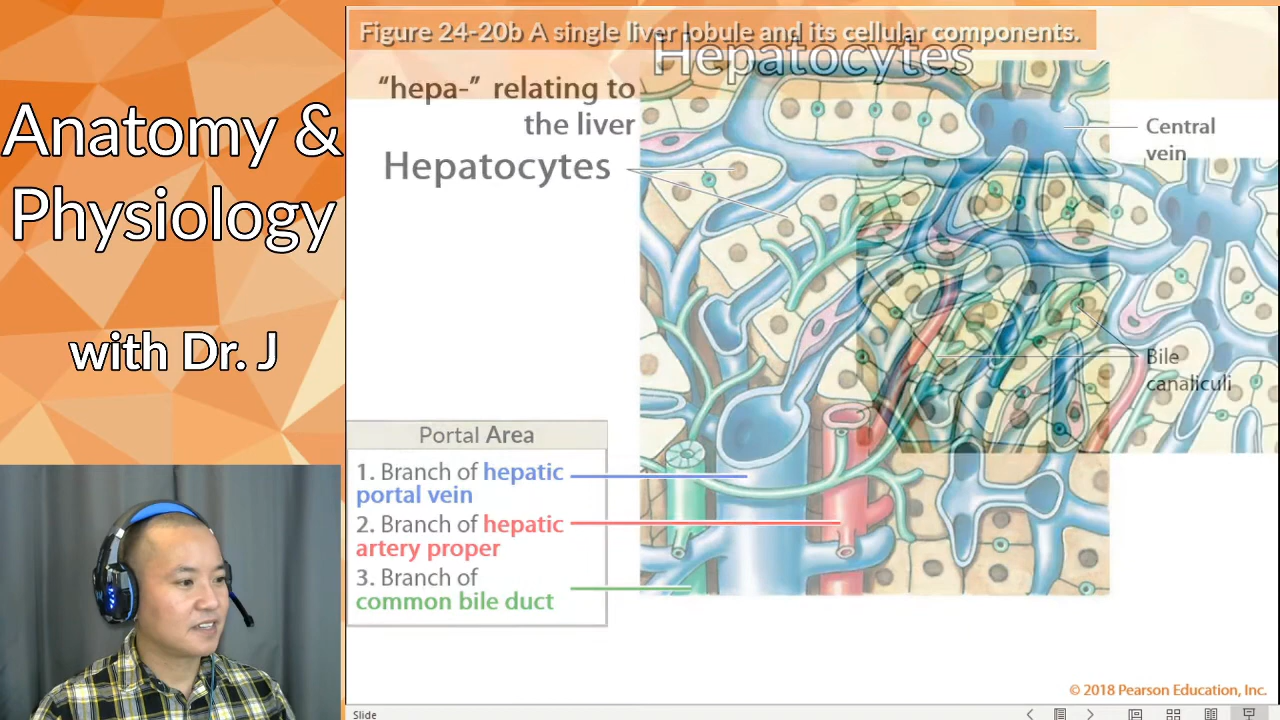 Anatomy &
Physiology
with Dr. J
Figure 24-20b A single liver lobule and its cellular components.
Hepatocytes
“hepa-” relating to
the liver
Hepatocytes
Central
vein
Bile
canaliculi
Portal Area
1. Branch of hepatic
portal vein
2. Branch of hepatic
artery proper
3. Branch of
common bile duct
© 2018 Pearson Education, Inc.
Slide